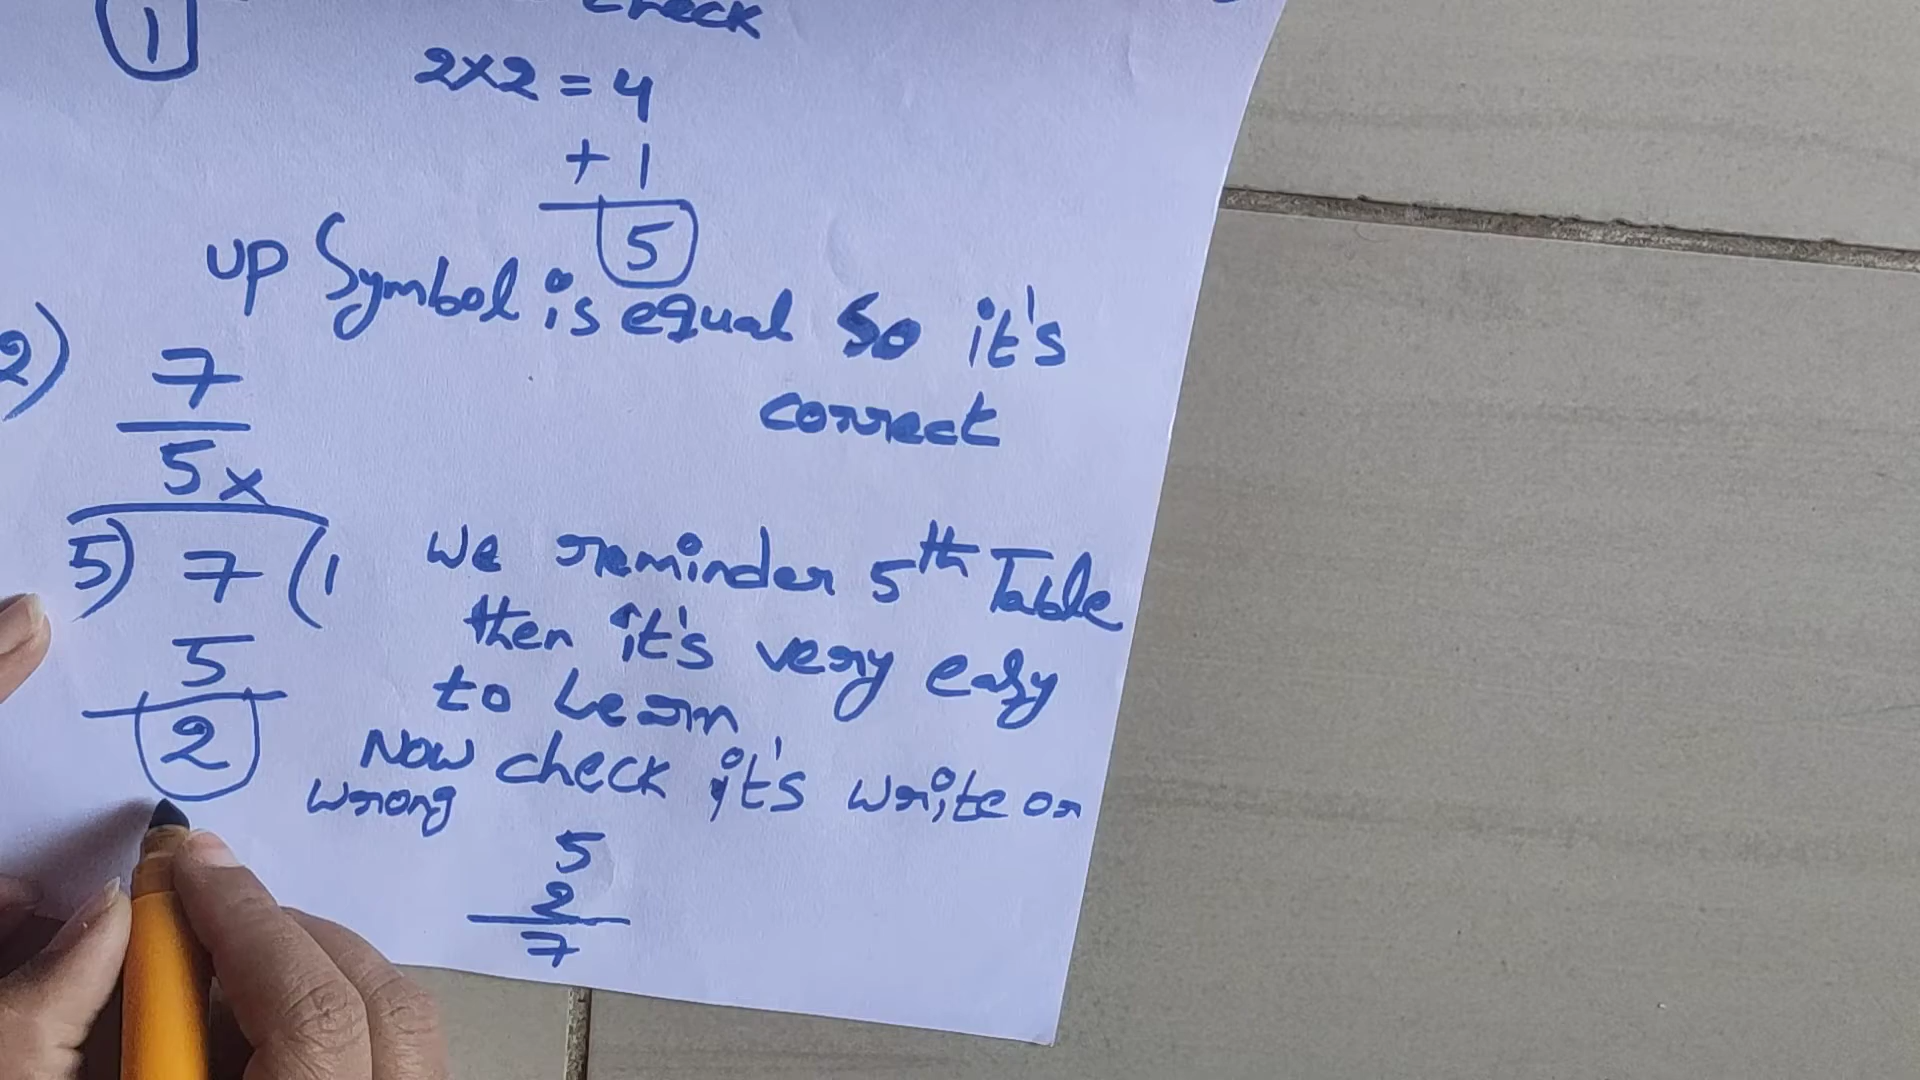 1
check
2x2 = 4
+ 1
5
up Symbol is equal So it's
correct
2) 7
5x
5) 7 (1
5
2
we reminder 5th Table
then it's very easy
to Learn
Now check it's write or
wrong
5
2
7